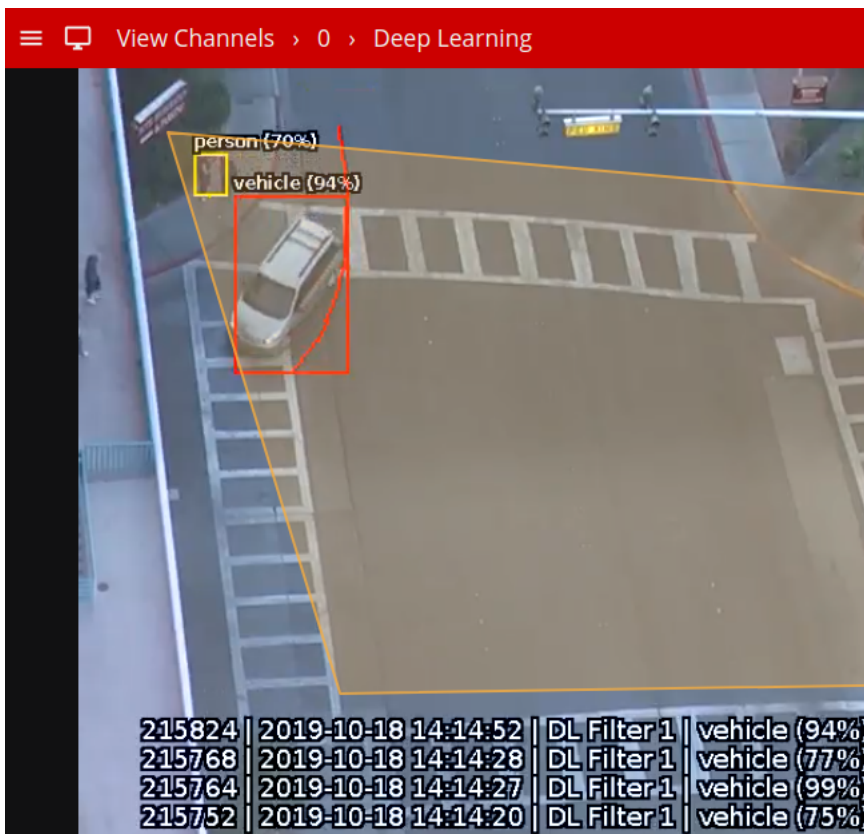 View Channels › 0 › Deep Learning
person (70%)
vehicle (94%)
215824 | 2019-10-18 14:14:52 | DL Filter 1 | vehicle (94%)
215768 | 2019-10-18 14:14:28 | DL Filter 1 | vehicle (77%
215764 | 2019-10-18 14:14:27 | DL Filter 1 | vehicle (99%
215752 | 2019-10-18 14:14:20 | DL Filter 1 | vehicle (75%